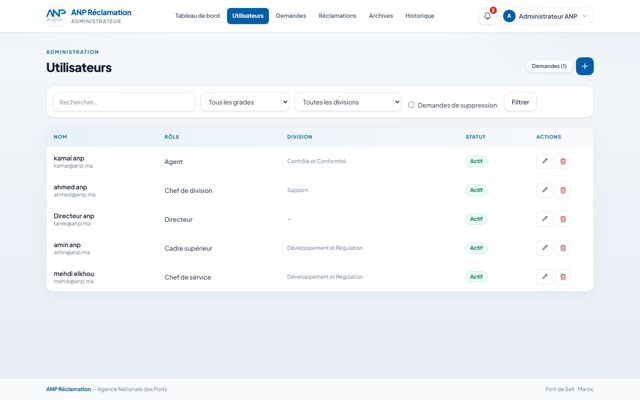 ANP
ANP Réclamation
ADMINISTRATEUR
Tableau de bord
Utilisateurs
Demandes
Réclamations
Archives
Historique
3
A
Administrateur ANP
ADMINISTRATION
Utilisateurs
Demandes (1)
+
Rechercher...
Tous les grades
Toutes les divisions
Demandes de suppression
Filtrer
NOM RÔLE DIVISION STATUT ACTIONS
kamal anp
kamal@anp.ma
Agent
Contrôle et Conformité
Actif
ahmed anp
ahmed@anp.ma
Chef de division
Support
Actif
Directeur anp
tarek@anp.ma
Directeur
—
Actif
amin anp
amin@anp.ma
Cadre supérieur
Développement et Régulation
Actif
mehdi elkhou
mehdi@anp.ma
Chef de service
Développement et Régulation
Actif
ANP Réclamation — Agence Nationale des Ports
Port de Safi · Maroc